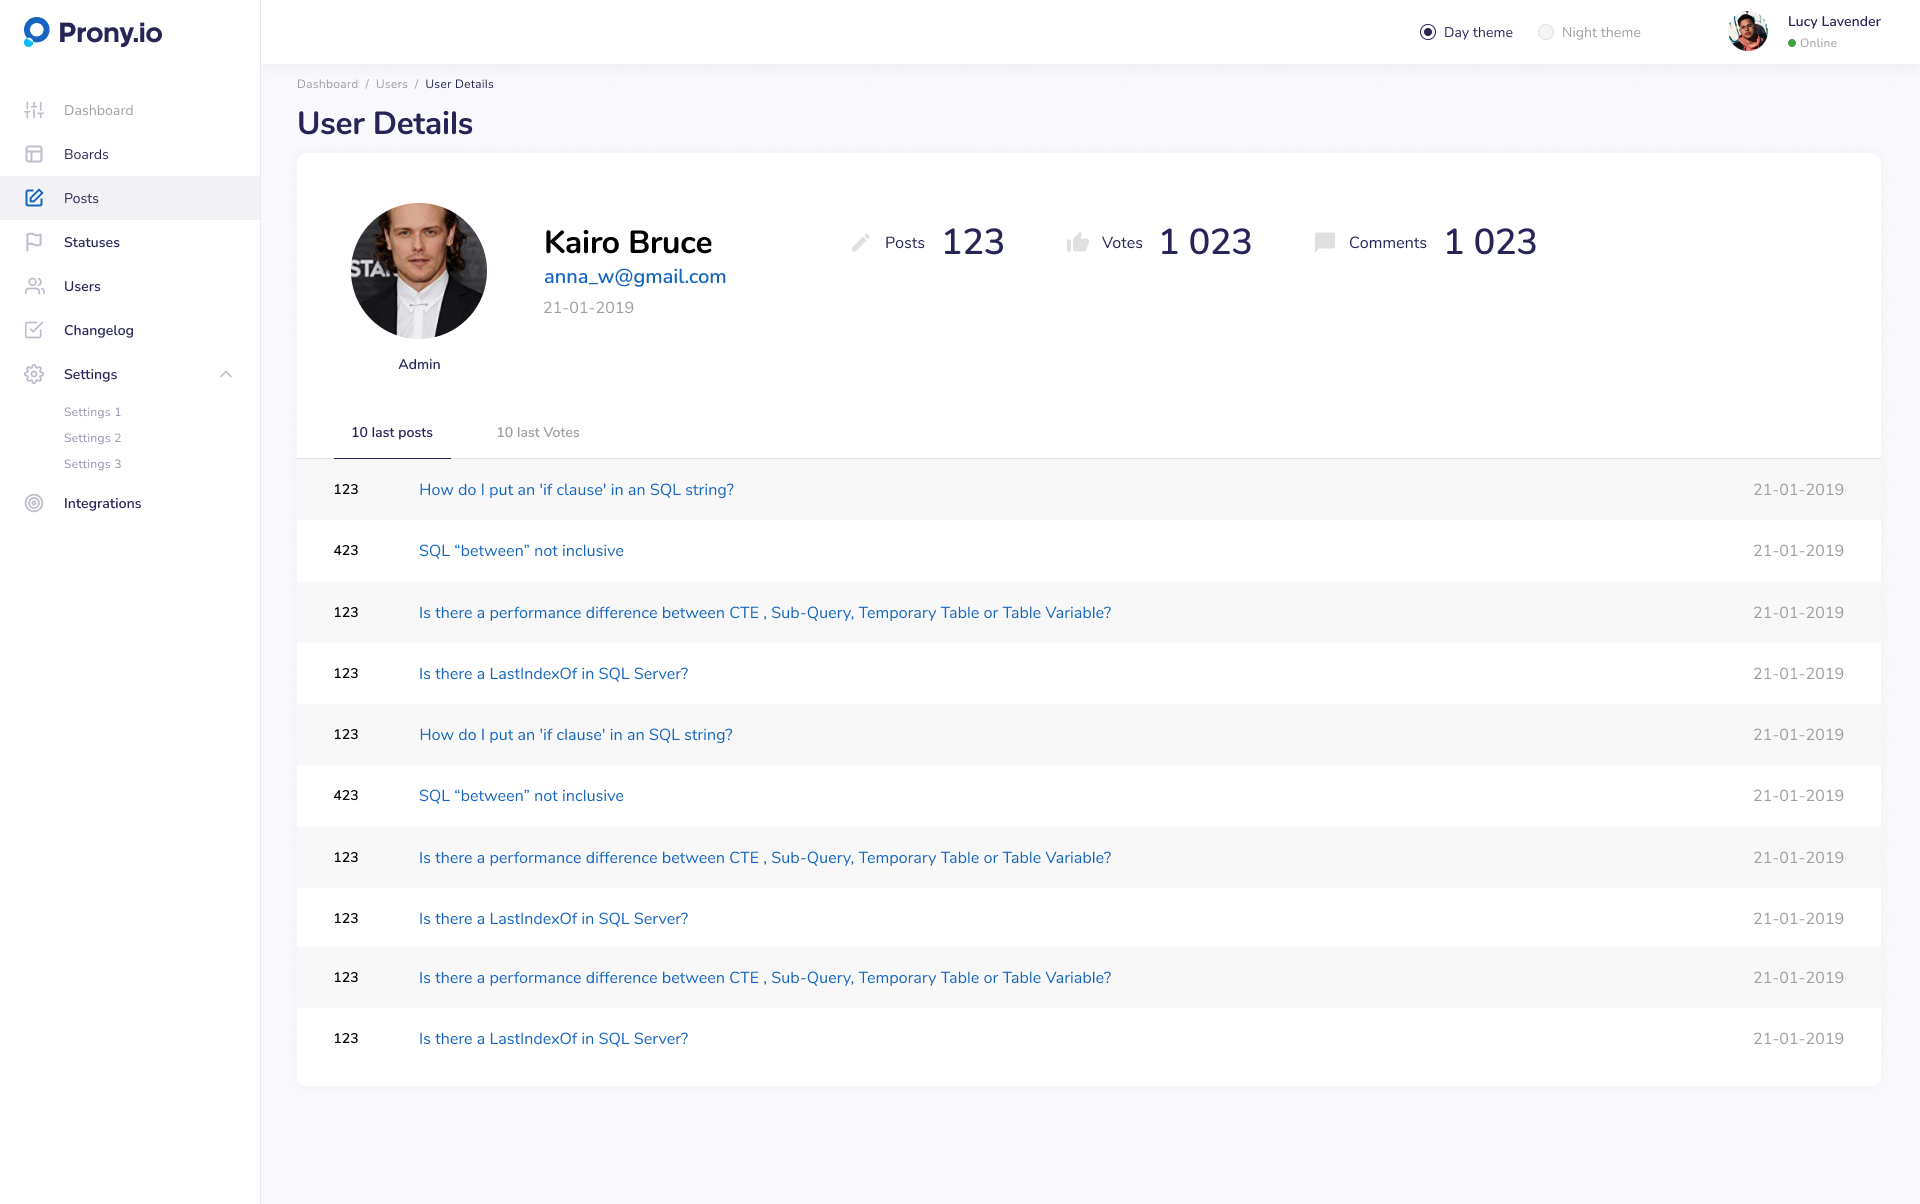 Prony.io
Day theme
Night theme
Lucy Lavender
Online
Dashboard
Boards
Posts
Statuses
Users
Changelog
Settings
Settings 1
Settings 2
Settings 3
Integrations
Dashboard / Users / User Details
User Details
STA
Admin
Kairo Bruce
anna_w@gmail.com
21-01-2019
Posts 123
Votes 1 023
Comments 1 023
10 last posts
10 last Votes
123 How do I put an 'if clause' in an SQL string? 21-01-2019
423 SQL “between” not inclusive 21-01-2019
123 Is there a performance difference between CTE , Sub-Query, Temporary Table or Table Variable? 21-01-2019
123 Is there a LastIndexOf in SQL Server? 21-01-2019
123 How do I put an 'if clause' in an SQL string? 21-01-2019
423 SQL “between” not inclusive 21-01-2019
123 Is there a performance difference between CTE , Sub-Query, Temporary Table or Table Variable? 21-01-2019
123 Is there a LastIndexOf in SQL Server? 21-01-2019
123 Is there a performance difference between CTE , Sub-Query, Temporary Table or Table Variable? 21-01-2019
123 Is there a LastIndexOf in SQL Server? 21-01-2019